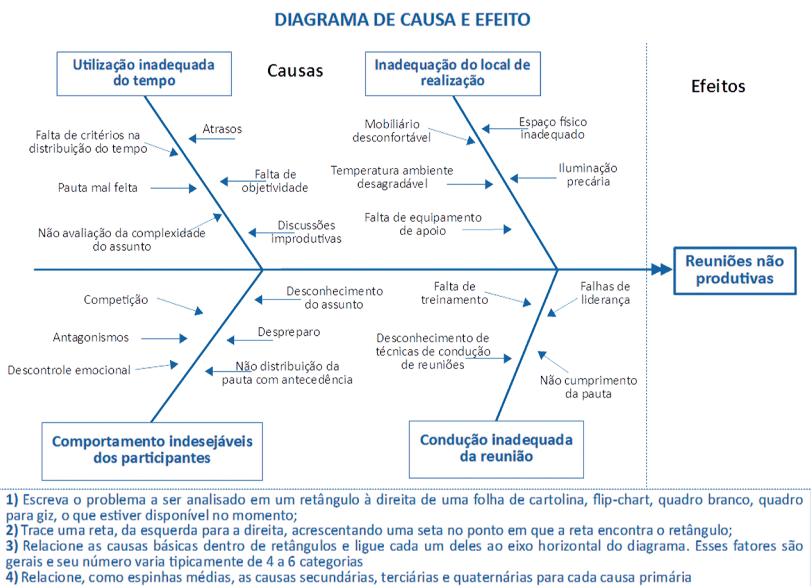 DIAGRAMA DE CAUSA E EFEITO
Utilização inadequada
do tempo
Causas
Inadequação do local de
realização
Efeitos
Falta de critérios na
distribuição do tempo
Atrasos
Pauta mal feita
Falta de
objetividade
Não avaliação da complexidade
do assunto
Discussões
improdutivas
Mobiliário
desconfortável
Espaço físico
inadequado
Temperatura ambiente
desagradável
Iluminação
precária
Falta de equipamento
de apoio
Reuniões não
produtivas
Competição
Desconhecimento
do assunto
Antagonismos
Despreparo
Descontrole emocional
Não distribuição da
pauta com antecedência
Falta de
treinamento
Falhas de
liderança
Desconhecimento de
técnicas de condução
de reuniões
Não cumprimento
da pauta
Comportamento indesejáveis
dos participantes
Condução inadequada
da reunião
1) Escreva o problema a ser analisado em um retângulo à direita de uma folha de cartolina, flip-chart, quadro branco, quadro
para giz, o que estiver disponível no momento;
2) Trace uma reta, da esquerda para a direita, acrescentando uma seta no ponto em que a reta encontra o retângulo;
3) Relacione as causas básicas dentro de retângulos e ligue cada um deles ao eixo horizontal do diagrama. Esses fatores são
gerais e seu número varia tipicamente de 4 a 6 categorias
4) Relacione, como espinhas médias, as causas secundárias, terciárias e quaternárias para cada causa primária